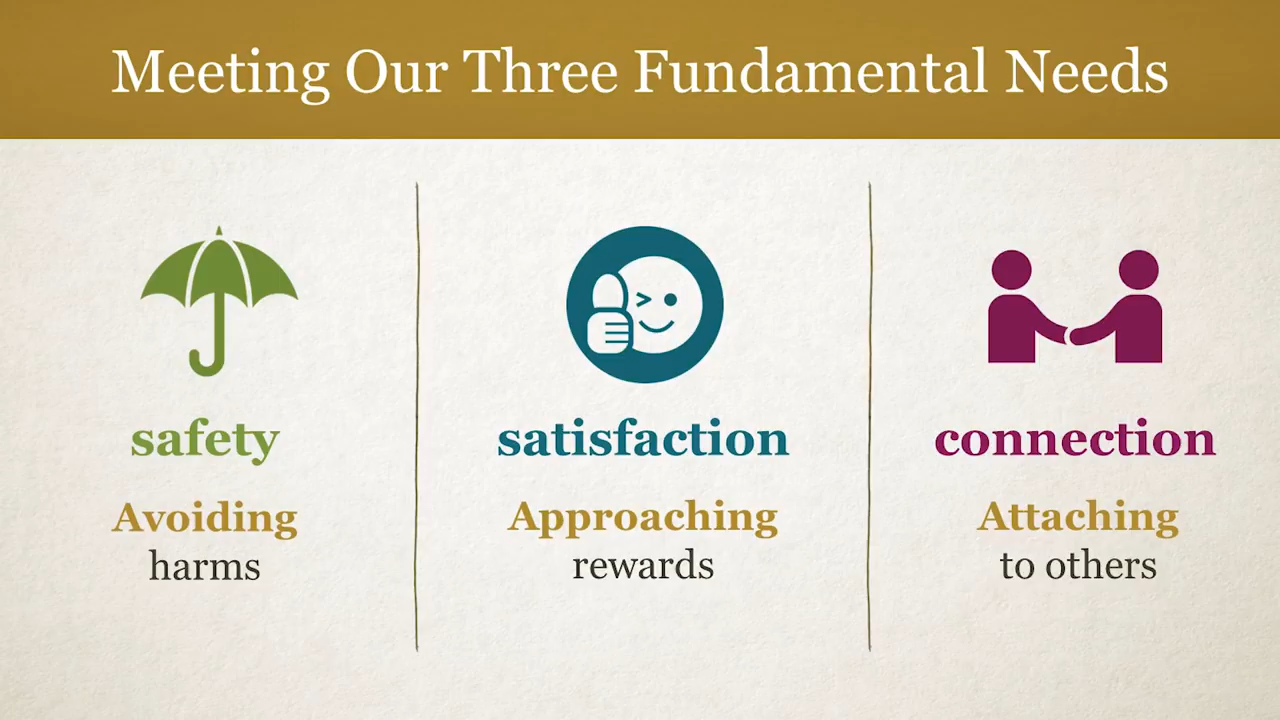 Meeting Our Three Fundamental Needs
safety
Avoiding
harms
satisfaction
Approaching
rewards
connection
Attaching
to others